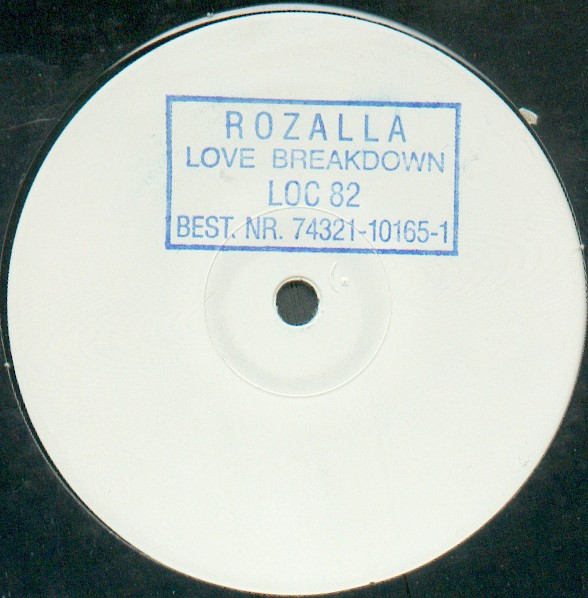 ROZALLA
LOVE BREAKDOWN
LOC 82
BEST. NR. 74321-10165-1